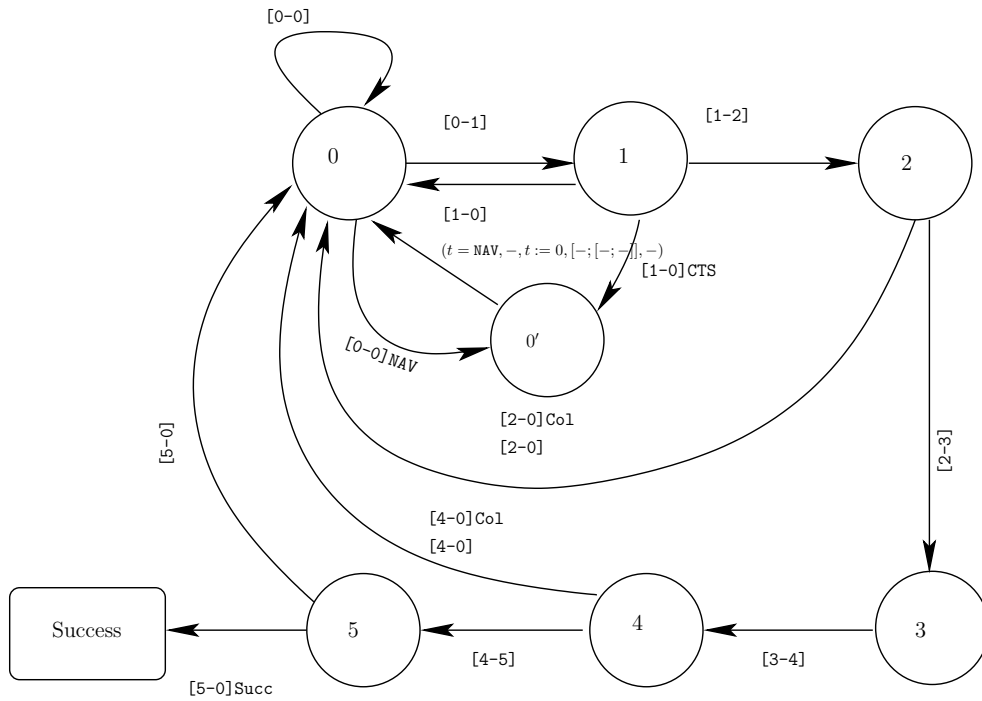 [0-0]
[0-1]
[1-2]
0
1
2
[1-0]
(t = NAV, −, t := 0, [−; [−; −]], −)
[1-0]CTS
0′
[0-0]NAV
[2-0]Col
[2-0]
[5-0]
[2-3]
[4-0]Col
[4-0]
Success
5
4
3
[4-5]
[3-4]
[5-0]Succ